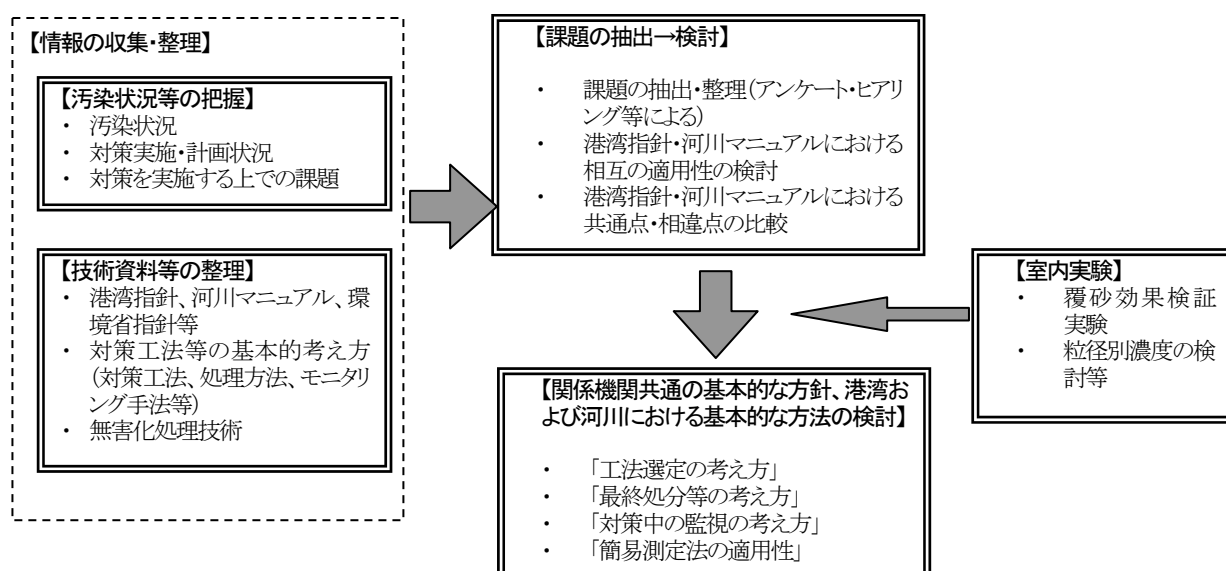 【情報の収集・整理】
【汚染状況等の把握】
・ 汚染状況
・ 対策実施・計画状況
・ 対策を実施する上での課題
【技術資料等の整理】
・ 港湾指針、河川マニュアル、環
境省指針等
・ 対策工法等の基本的考え方
（対策工法、処理方法、モニタリ
ング手法等）
・ 無害化処理技術
【課題の抽出→検討】
・ 課題の抽出・整理（アンケート・ヒアリ
ング等による）
・ 港湾指針・河川マニュアルにおける
相互の適用性の検討
・ 港湾指針・河川マニュアルにおける
共通点・相違点の比較
【室内実験】
・ 覆砂効果検証
実験
・ 粒径別濃度の検
討等
【関係機関共通の基本的な方針、港湾お
よび河川における基本的な方法の検討】
・ 「工法選定の考え方」
・ 「最終処分等の考え方」
・ 「対策中の監視の考え方」
・ 「簡易測定法の適用性」